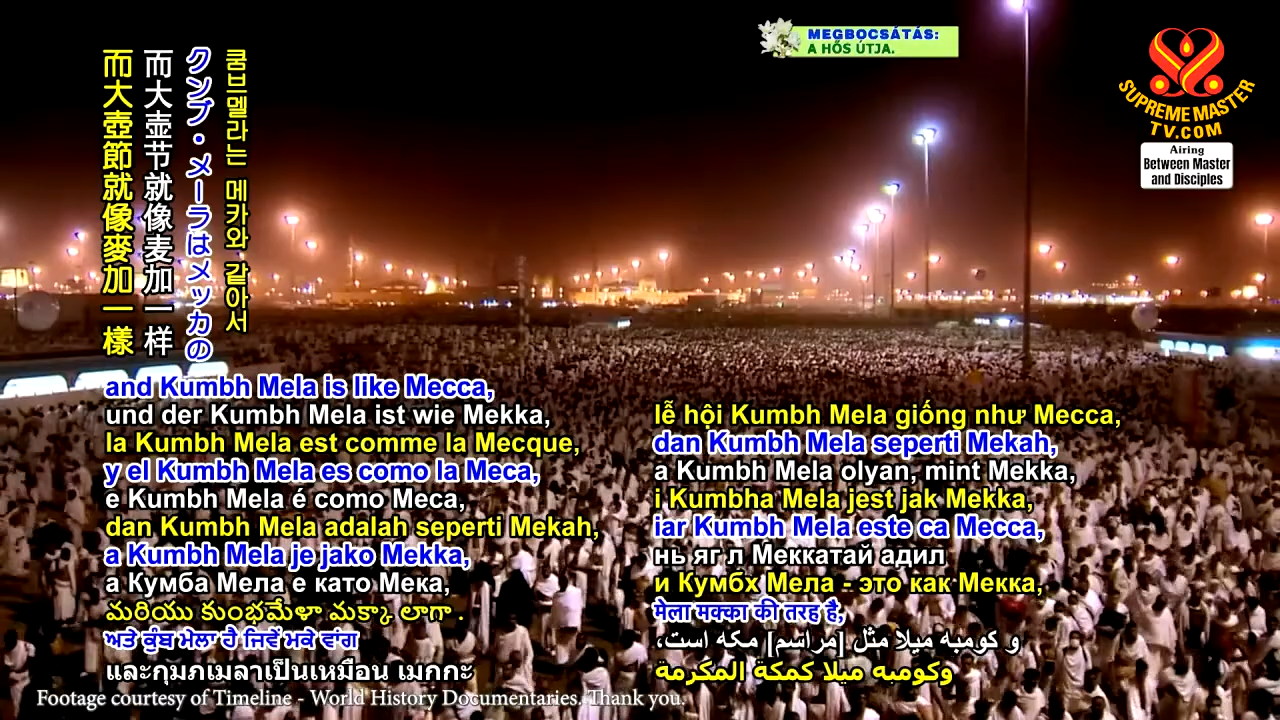 MEGBOCSÁTÁS:
A HŐS ÚTJA.
SUPREME MASTER
TV.COM
Airing
Between Master
and Disciples
而大壺節就像麥加一樣
而大壶节就像麦加一样
クンブ・メーラはメッカの
쿰브멜라는 메카와 같아서
and Kumbh Mela is like Mecca,
und der Kumbh Mela ist wie Mekka,
la Kumbh Mela est comme la Mecque,
y el Kumbh Mela es como la Meca,
e Kumbh Mela é como Meca,
dan Kumbh Mela adalah seperti Mekah,
a Kumbh Mela je jako Mekka,
а Кумба Мела е като Мека,
మరియు కుంభమేళా మక్కా లాగా .
ਅਤੇ ਕੁੰਬ ਮੇਲਾ ਹੈ ਜਿਵੇਂ ਮਕੇ ਵਾਂਗ
และกุมภเมลาเป็นเหมือน เมกกะ
lễ hội Kumbh Mela giống như Mecca,
dan Kumbh Mela seperti Mekah,
a Kumbh Mela olyan, mint Mekka,
i Kumbha Mela jest jak Mekka,
iar Kumbh Mela este ca Mecca,
нь яг л Меккатай адил
и Кумбх Мела - это как Мекка,
मेला मक्का की तरह है,
و کومبه میلا مثل [مراسم] مکه است،
وكومبه ميلا كمكة المكرمة
Footage courtesy of Timeline - World History Documentaries. Thank you.